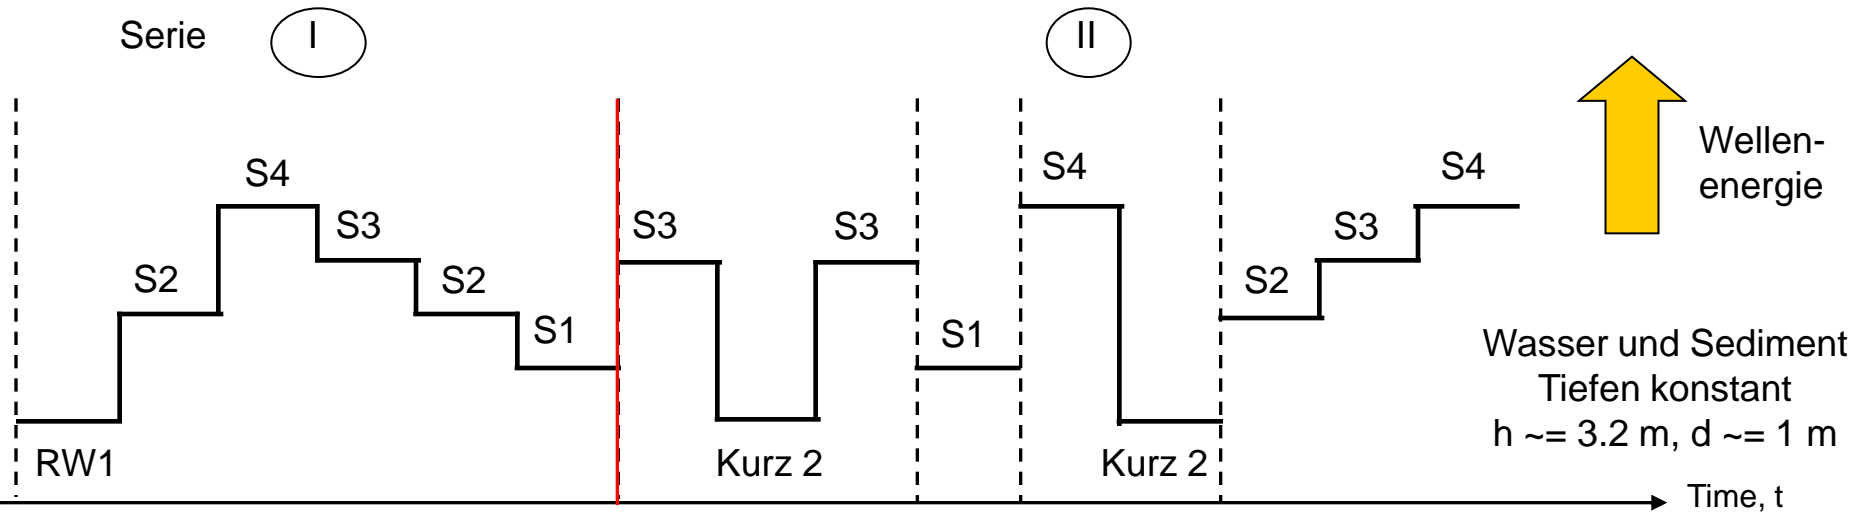 Serie
I
II
S4
S3
S2
S2
S1
RW1
S3
S3
Kurz 2
S1
S4
Kurz 2
S2
S3
S4
Wellen-
energie
Wasser und Sediment
Tiefen konstant
h ~= 3.2 m, d ~= 1 m
Time, t